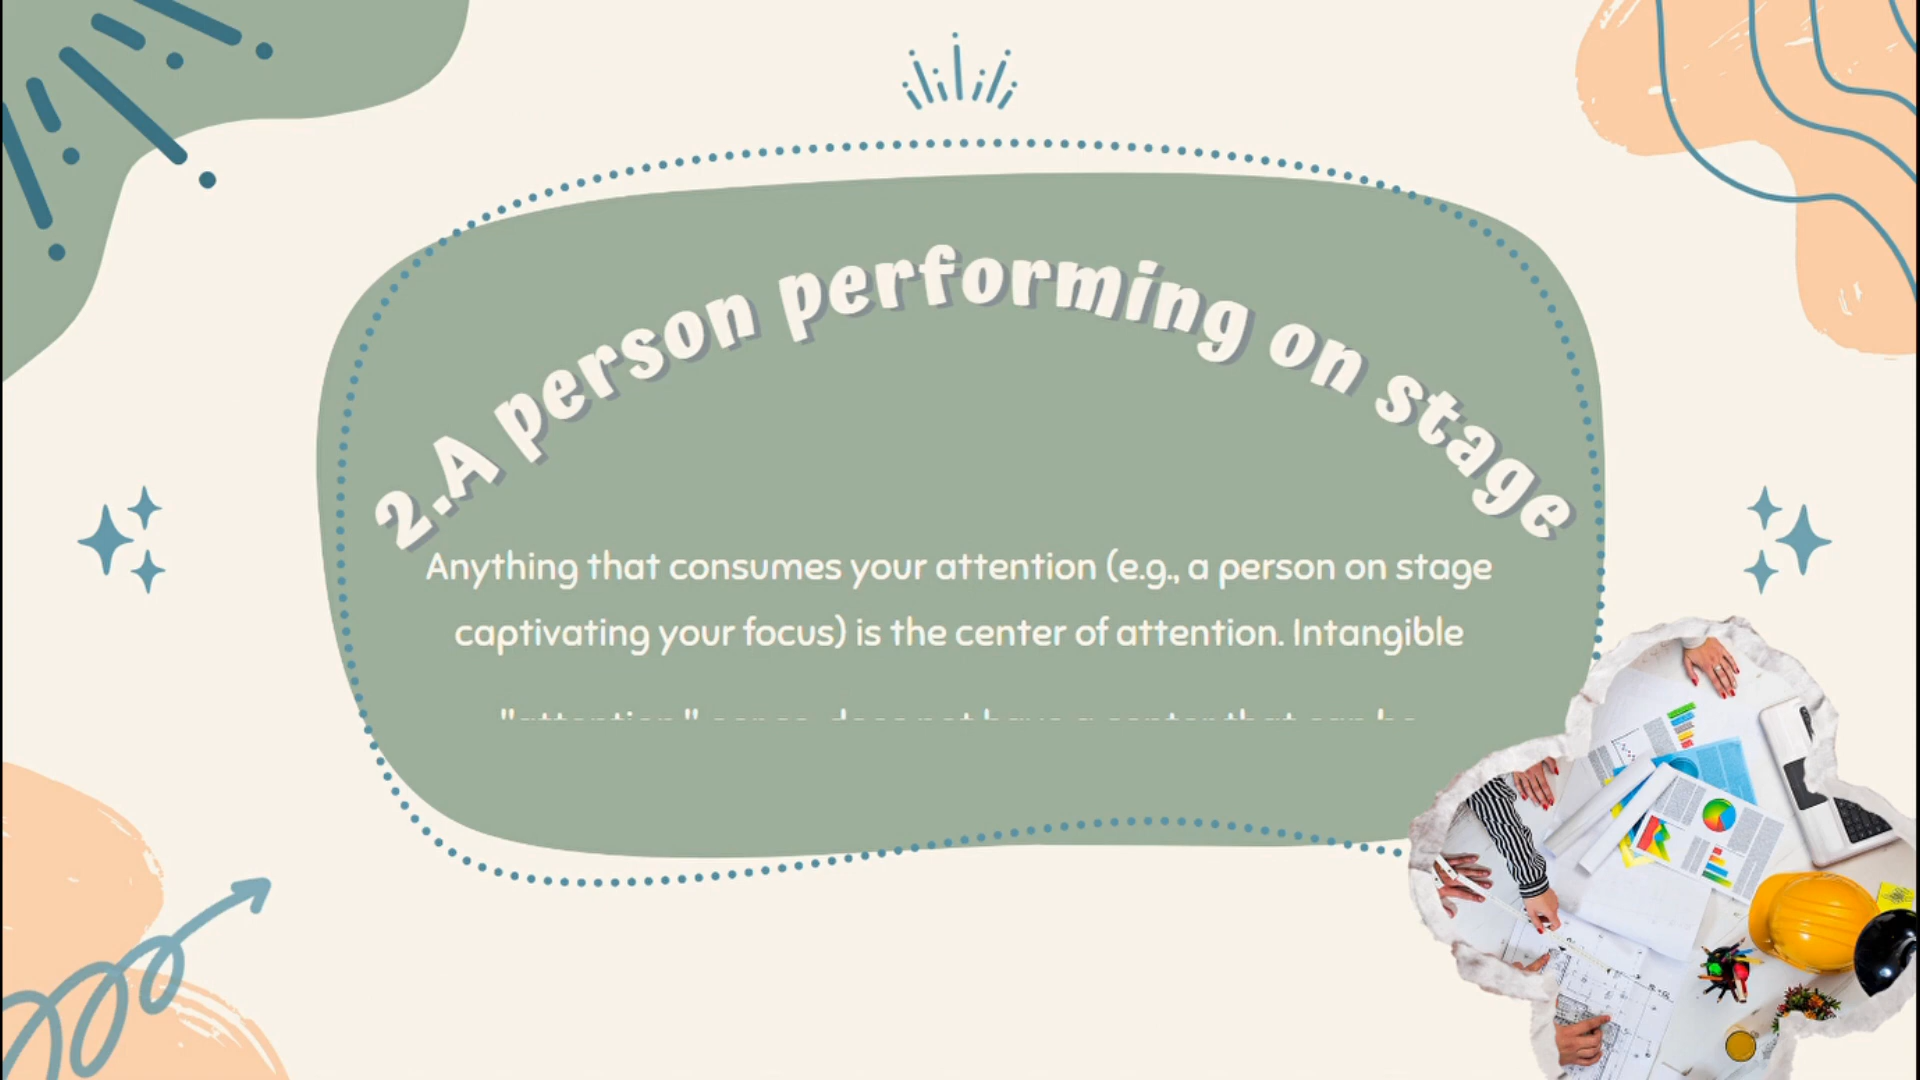 2.A person performing on stage
Anything that consumes your attention (e.g., a person on stage
captivating your focus) is the center of attention. Intangible
"attention,"